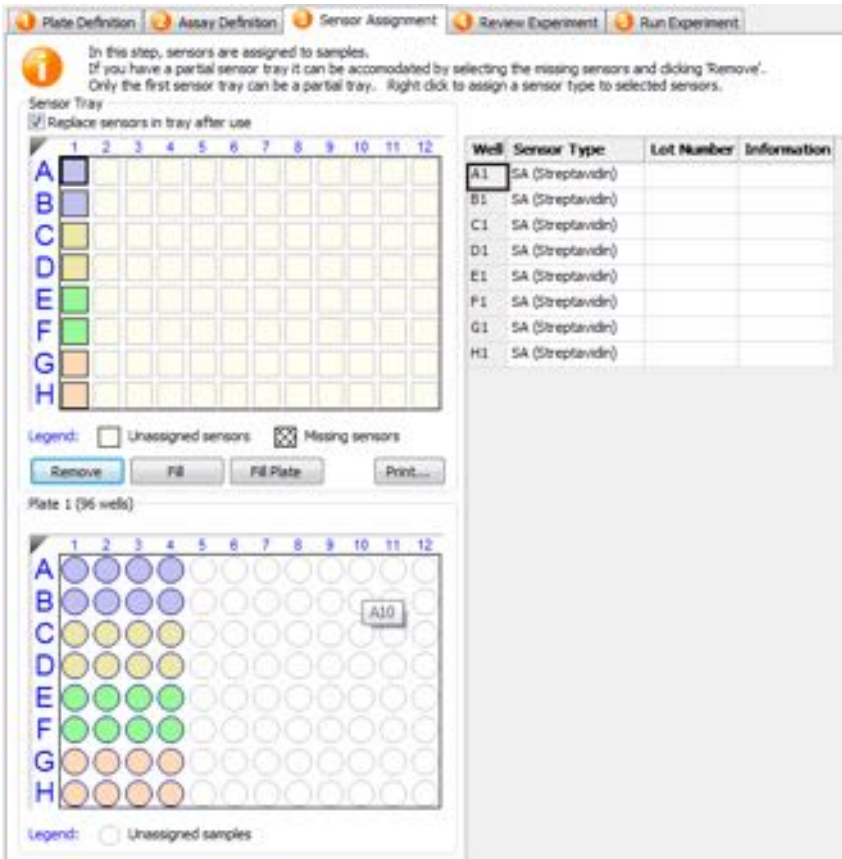 1 Plate Definition 2 Assay Definition 3 Sensor Assignment 4 Review Experiment 5 Run Experiment
In this step, sensors are assigned to samples.
If you have a partial sensor tray it can be accomodated by selecting the missing sensors and clicking 'Remove'.
Only the first sensor tray can be a partial tray. Right click to assign a sensor type to selected sensors.
Sensor Tray
Replace sensors in tray after use
1 2 3 4 5 6 7 8 9 10 11 12
A
B
C
D
E
F
G
H
Legend: Unassigned sensors Missing sensors
Remove Fill Fill Plate Print...
Well Sensor Type Lot Number Information
A1 SA (Streptavidin)
B1 SA (Streptavidin)
C1 SA (Streptavidin)
D1 SA (Streptavidin)
E1 SA (Streptavidin)
F1 SA (Streptavidin)
G1 SA (Streptavidin)
H1 SA (Streptavidin)
Plate 1 (96 wells)
1 2 3 4 5 6 7 8 9 10 11 12
A
B
A10
C
D
E
F
G
H
Legend: Unassigned samples